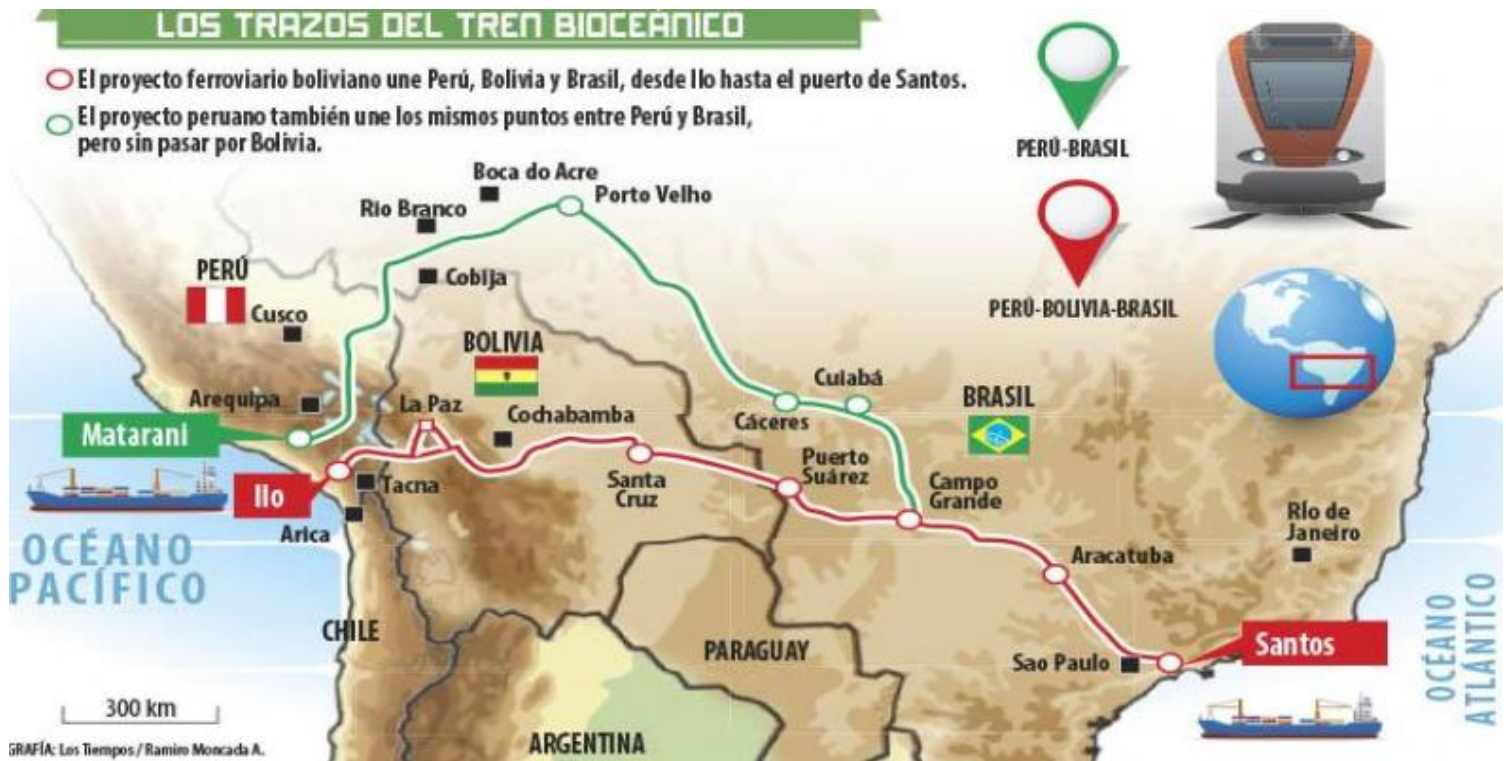 LOS TRAZOS DEL TREN BIOCEÁNICO
El proyecto ferroviario boliviano une Perú, Bolivia y Brasil, desde Ilo hasta el puerto de Santos.
El proyecto peruano también une los mismos puntos entre Perú y Brasil,
pero sin pasar por Bolivia.
PERÚ-BRASIL
PERÚ-BOLIVIA-BRASIL
Boca do Acre
Porto Velho
Rio Branco
Cobija
PERÚ
Cusco
BOLIVIA
Arequipa
La Paz
Cochabamba
Matarani
Ilo
Tacna
Arica
Santa
Cruz
Puerto
Suárez
Cáceres
Cuiabá
BRASIL
Campo
Grande
Aracatuba
Río de
Janeiro
Sao Paulo
Santos
OCÉANO
PACÍFICO
CHILE
PARAGUAY
ARGENTINA
OCÉANO
ATLÁNTICO
300 km
GRAFÍA: Los Tiempos / Ramiro Moncada A.